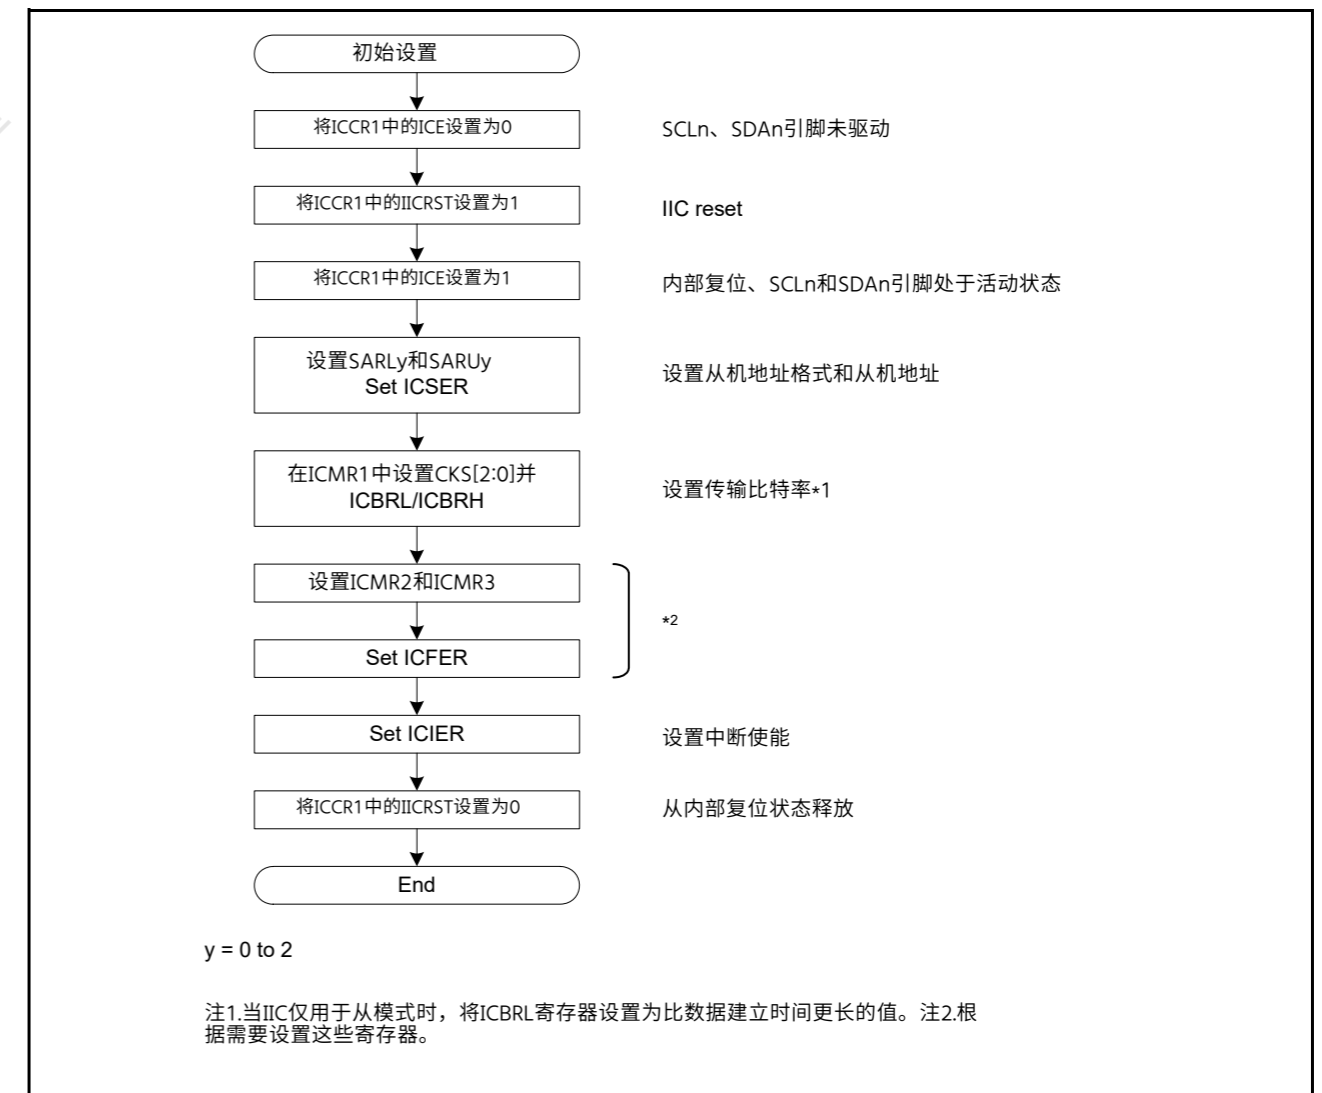 初始设置
将ICCR1中的ICE设置为0
SCLn、SDAn引脚未驱动
将ICCR1中的IICRST设置为1
IIC reset
将ICCR1中的ICE设置为1
内部复位、SCLn和SDAn引脚处于活动状态
设置SARLy和SARUy
Set ICSER
设置从机地址格式和从机地址
在ICMR1中设置CKS[2:0]并
ICBRL/ICBRH
设置传输比特率*1
设置ICMR2和ICMR3
*2
Set ICFER
Set ICIER
设置中断使能
将ICCR1中的IICRST设置为0
从内部复位状态释放
End
y = 0 to 2
注1.当IIC仅用于从模式时，将ICBRL寄存器设置为比数据建立时间更长的值。注2.根
据需要设置这些寄存器。